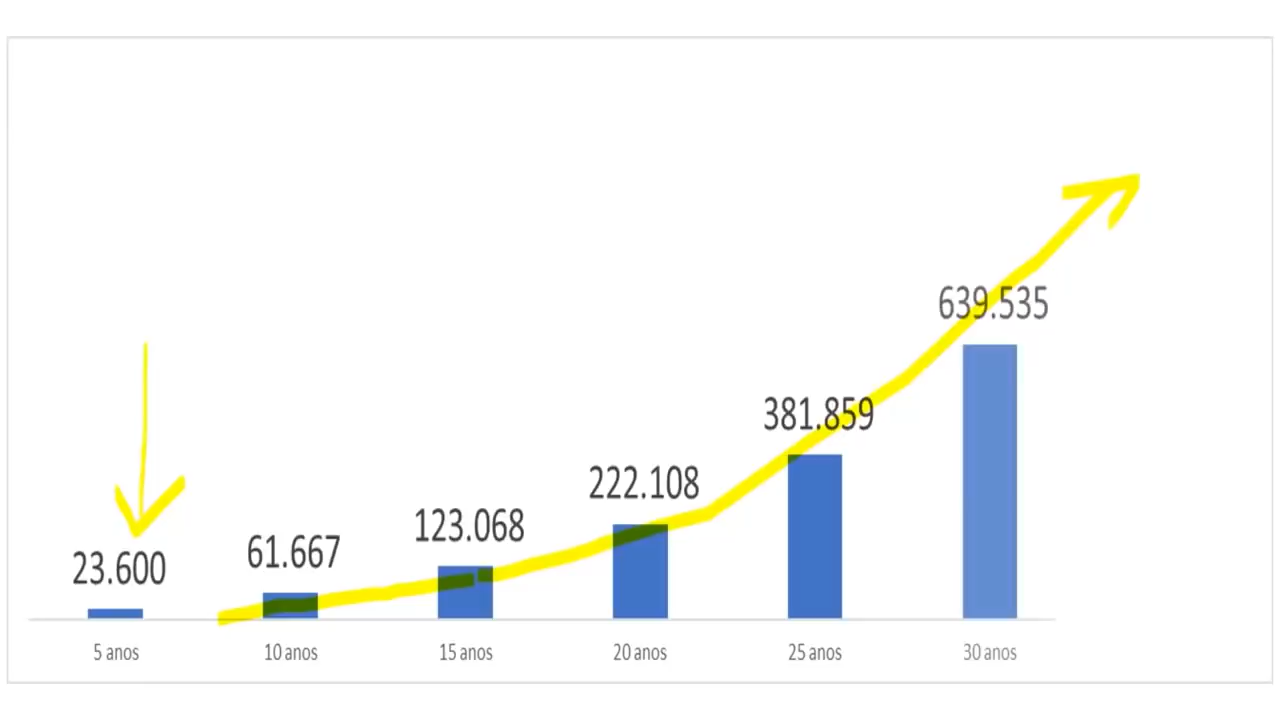 23.600
61.667
123.068
222.108
381.859
639.535
5 anos
10 anos
15 anos
20 anos
25 anos
30 anos